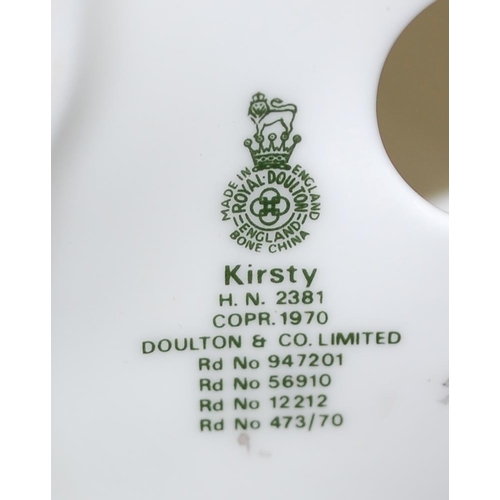 MADE IN ENGLAND
ROYAL·DOULTON
ENGLAND
BONE CHINA
Kirsty
H. N. 2381
COPR. 1970
DOULTON & CO. LIMITED
Rd No 947201
Rd No 56910
Rd No 12212
Rd No 473/70